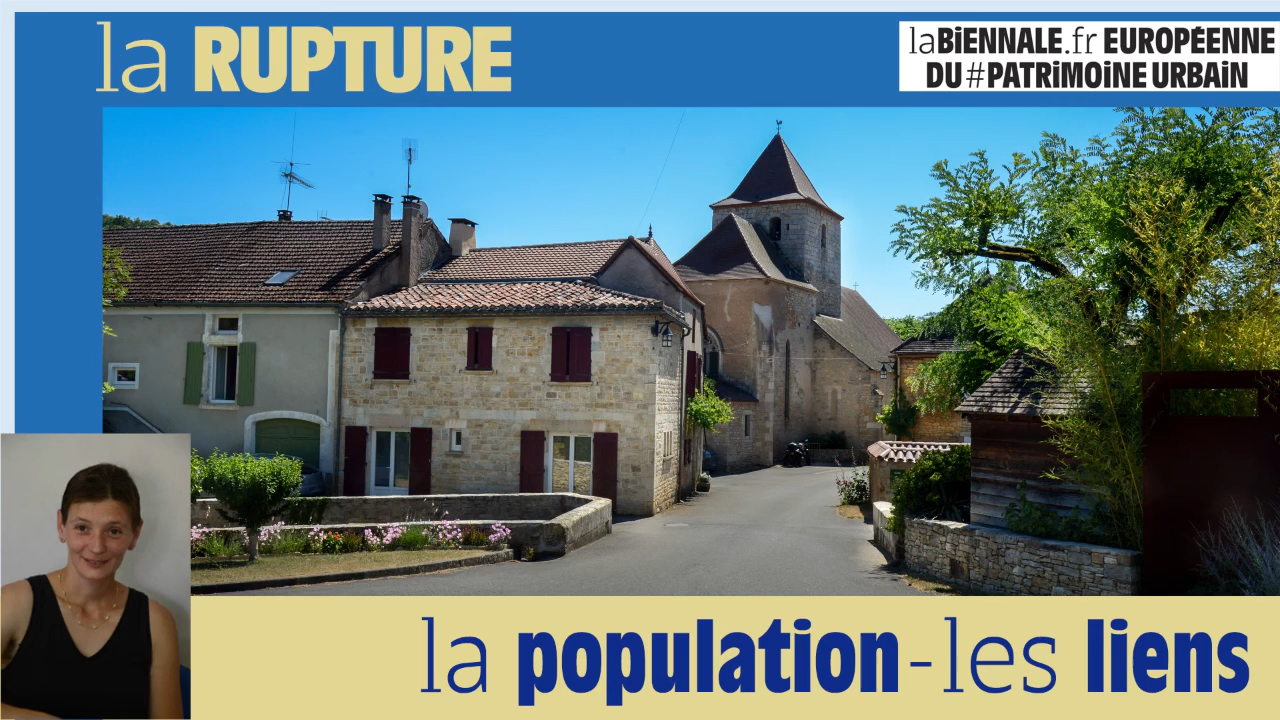 la RUPTURE
laBiENNALE.fr EUROPÉENNE
DU#PATRiMOiNE URBAiN
la population-les liens